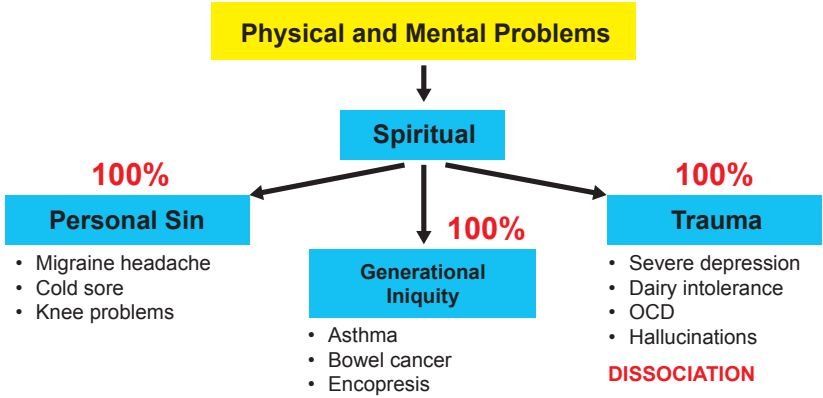 Physical and Mental Problems
Spiritual
100%
Personal Sin
• Migraine headache
• Cold sore
• Knee problems
100%
Generational
Iniquity
• Asthma
• Bowel cancer
• Encopresis
100%
Trauma
• Severe depression
• Dairy intolerance
• OCD
• Hallucinations
DISSOCIATION